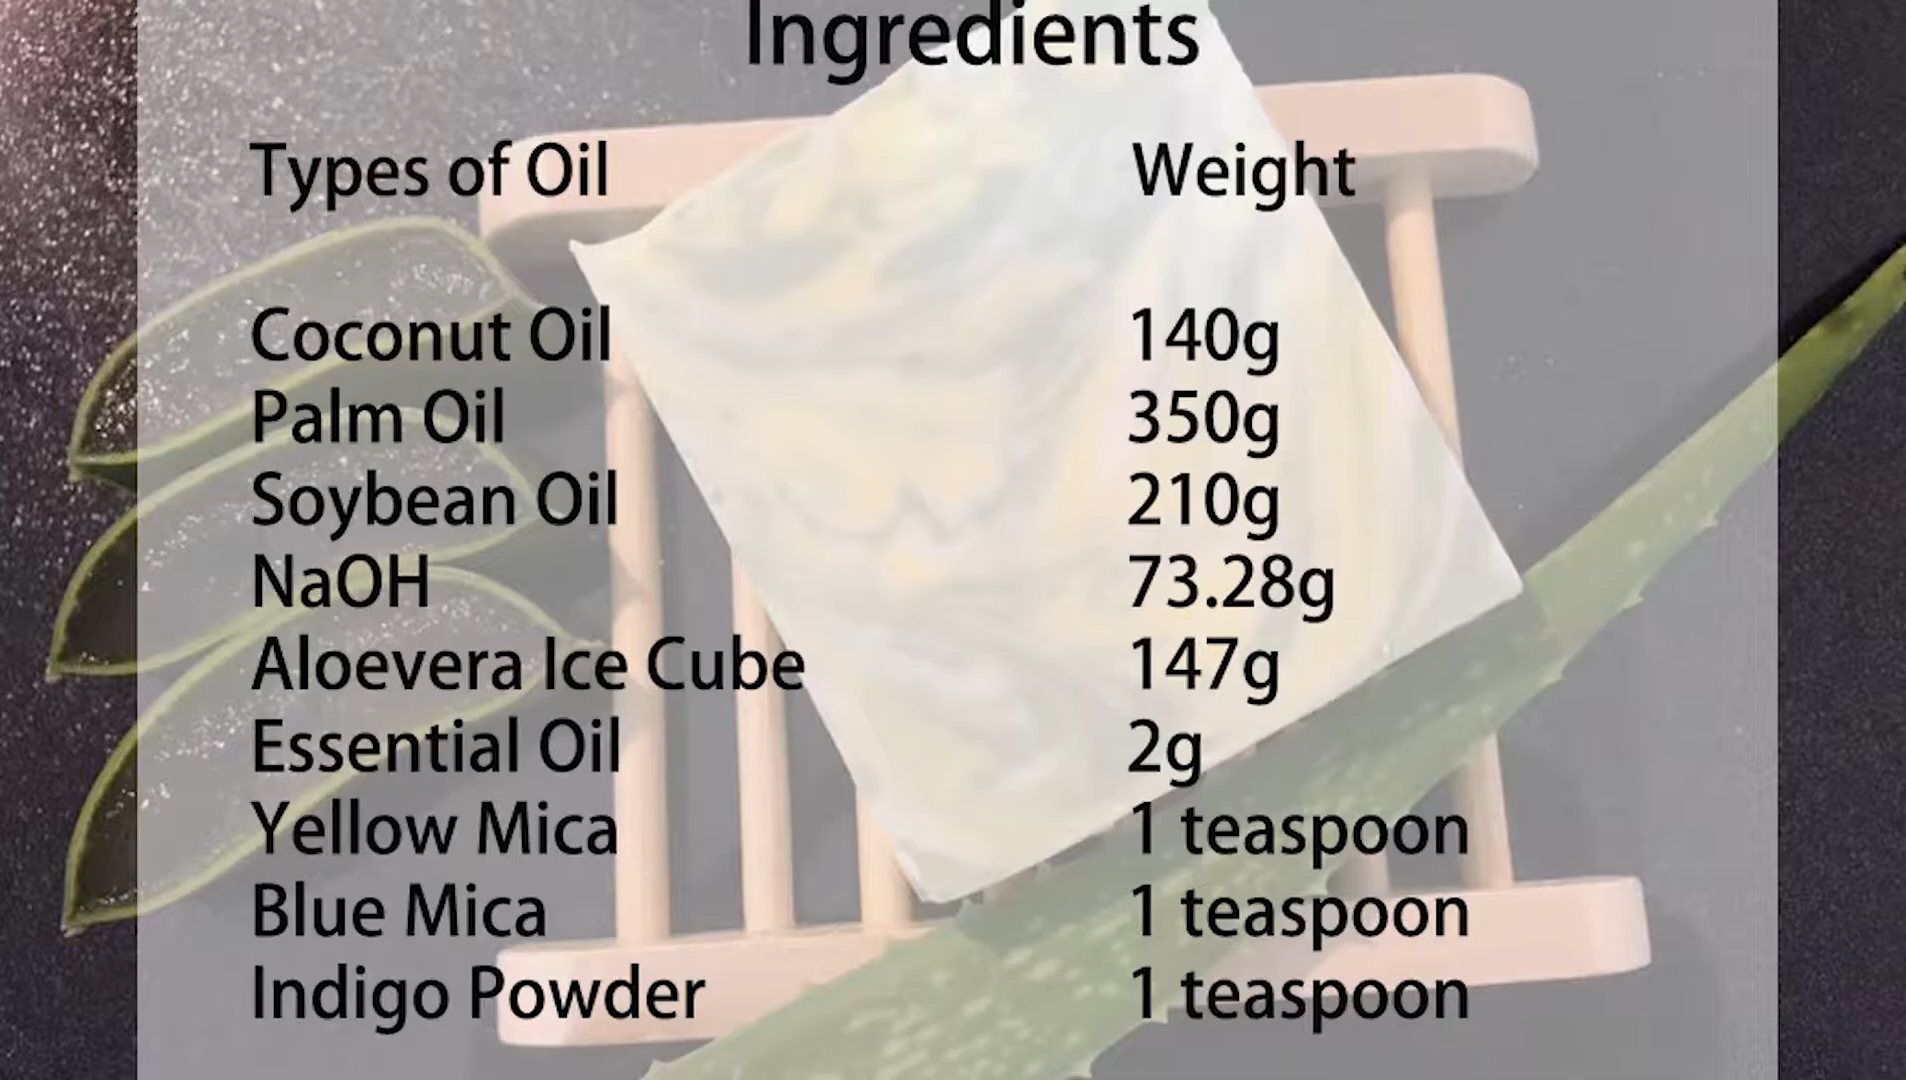 Ingredients
Types of Oil Weight
Coconut Oil 140g
Palm Oil 350g
Soybean Oil 210g
NaOH 73.28g
Aloevera Ice Cube 147g
Essential Oil 2g
Yellow Mica 1 teaspoon
Blue Mica 1 teaspoon
Indigo Powder 1 teaspoon